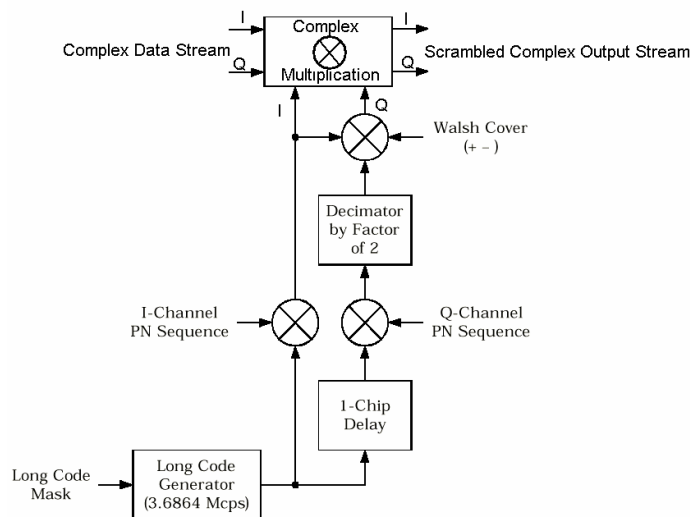 I
Complex
I
Complex Data Stream
Scrambled Complex Output Stream
Q
Multiplication
Q
I
Q
Walsh Cover
(+ – )
Decimator
by Factor
of 2
I-Channel
PN Sequence
Q-Channel
PN Sequence
1-Chip
Delay
Long Code
Mask
Long Code
Generator
(3.6864 Mcps)